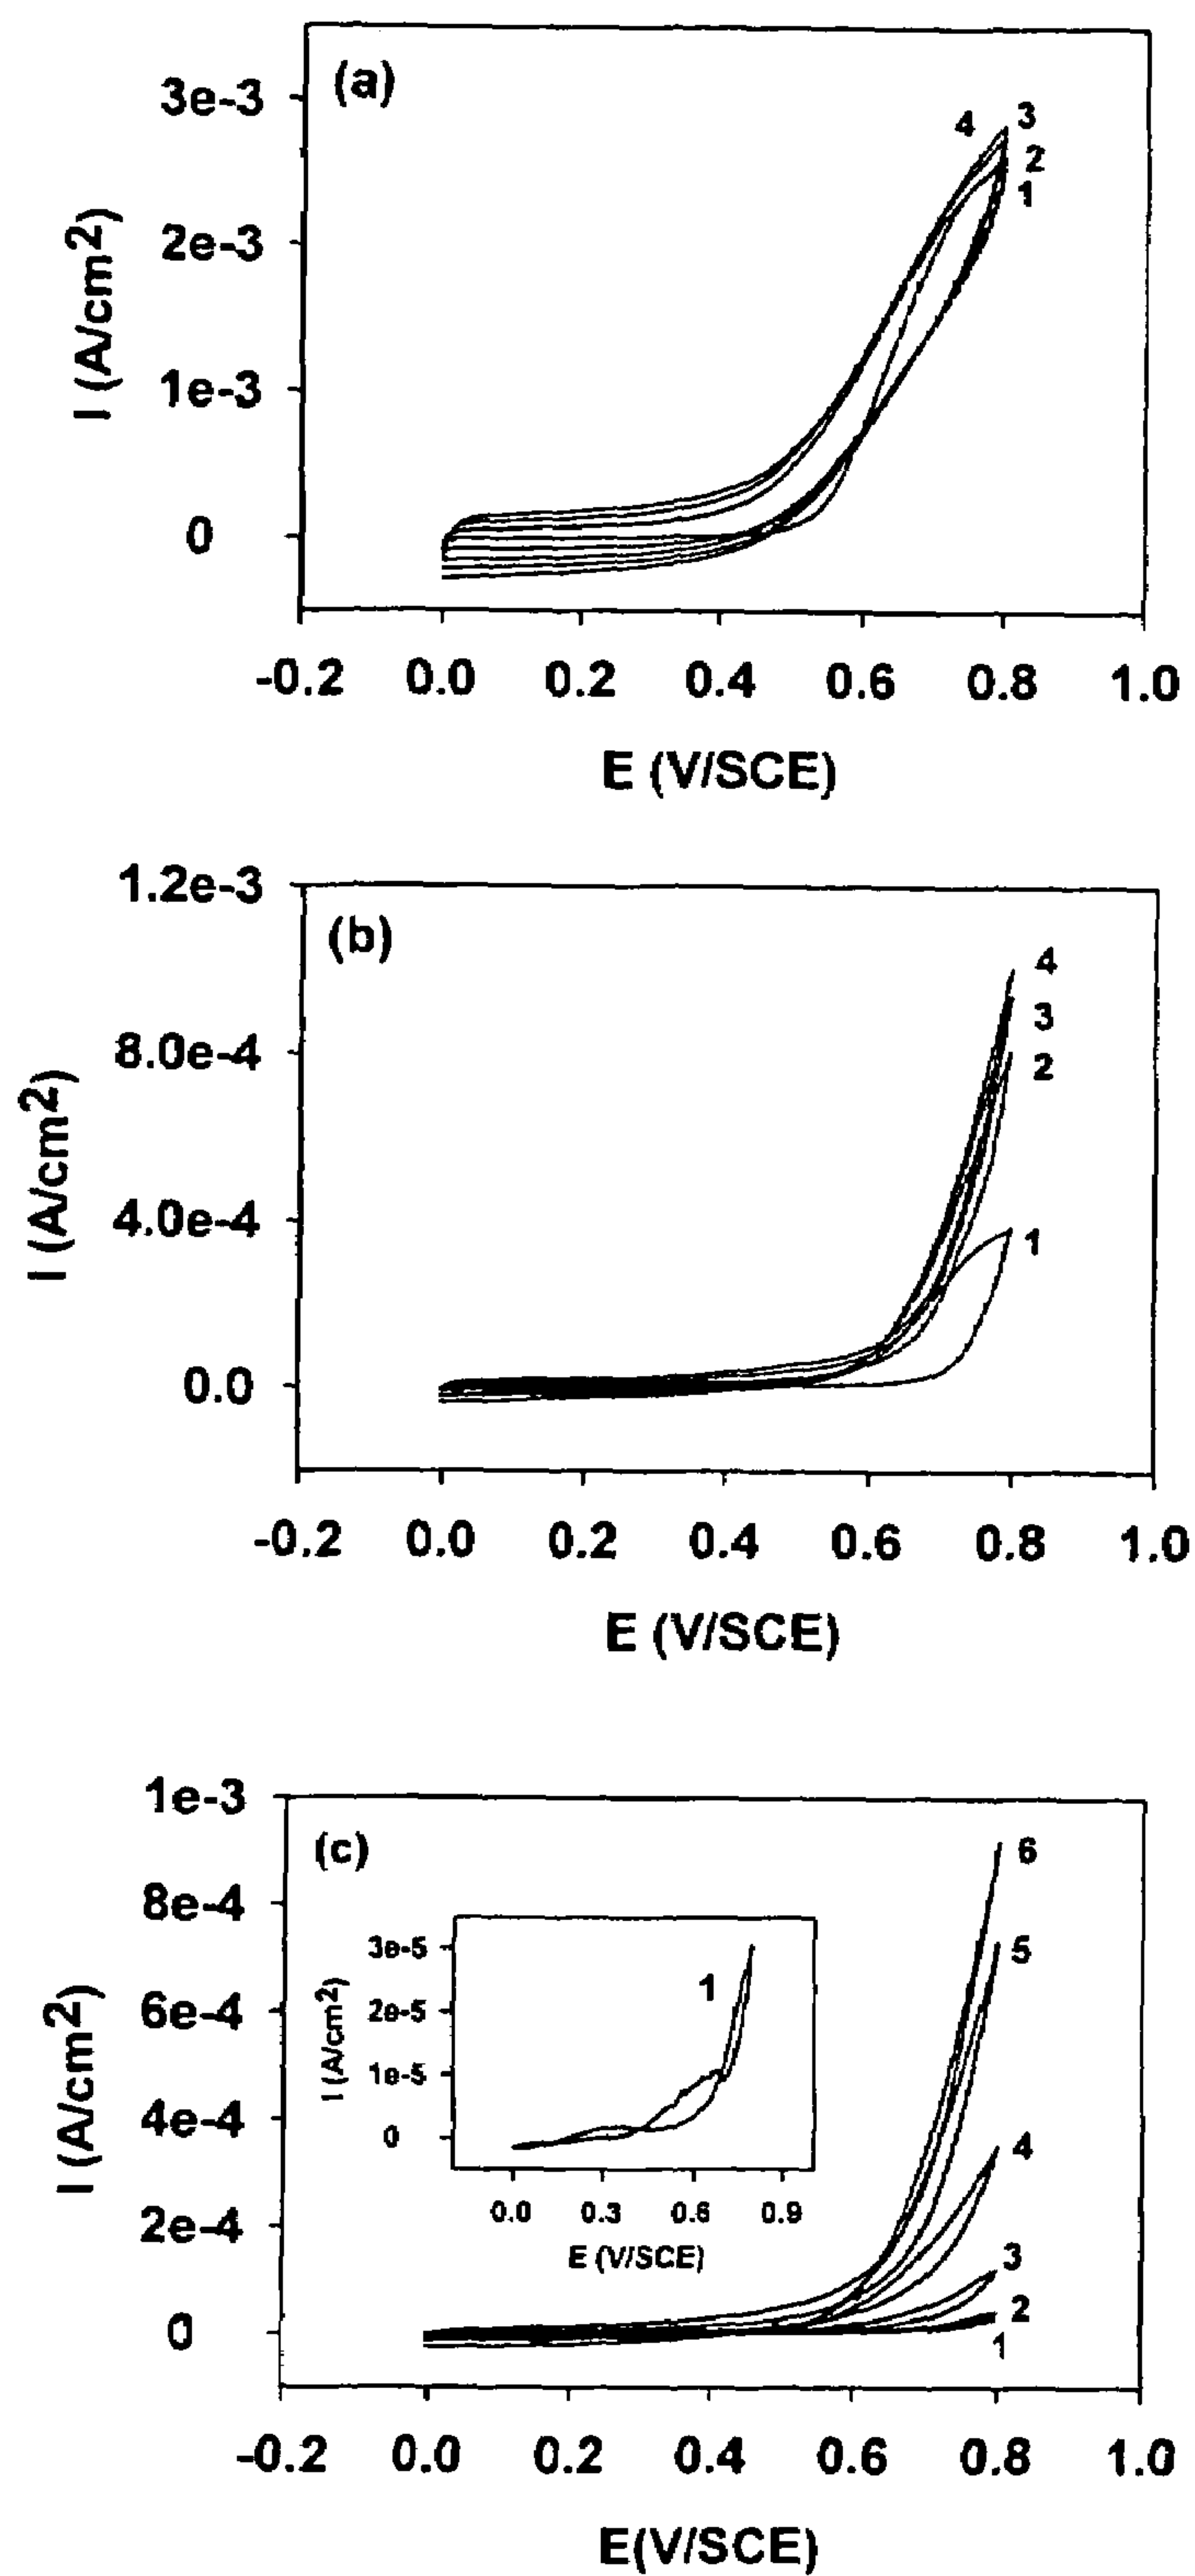 (a)
3e-3
2e-3
1e-3
0
I (A/cm2)
4 3
2
1
-0.2 0.0 0.2 0.4 0.6 0.8 1.0
E (V/SCE)
(b)
1.2e-3
8.0e-4
4.0e-4
0.0
I (A/cm2)
4
3
2
1
-0.2 0.0 0.2 0.4 0.6 0.8 1.0
E (V/SCE)
(c)
1e-3
8e-4
6e-4
4e-4
2e-4
0
I (A/cm2)
6
5
4
3
2
1
3e-5
2e-5
1e-5
0
I (A/cm2)
1
0.0 0.3 0.6 0.9
E (V/SCE)
-0.2 0.0 0.2 0.4 0.6 0.8 1.0
E(V/SCE)